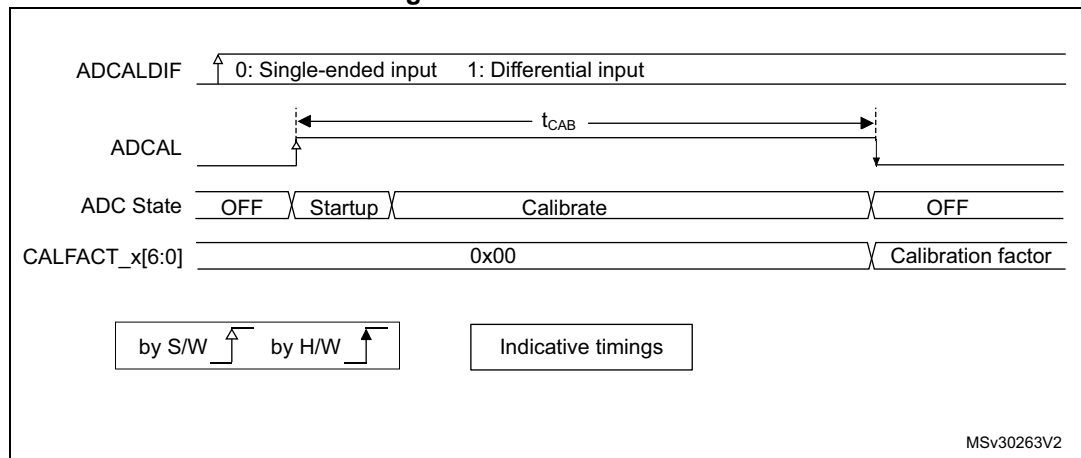 ADCALDIF 0: Single-ended input 1: Differential input
tCAB
ADCAL
ADC State OFF Startup Calibrate OFF
CALFACT_x[6:0] 0x00 Calibration factor
by S/W by H/W Indicative timings
MSv30263V2